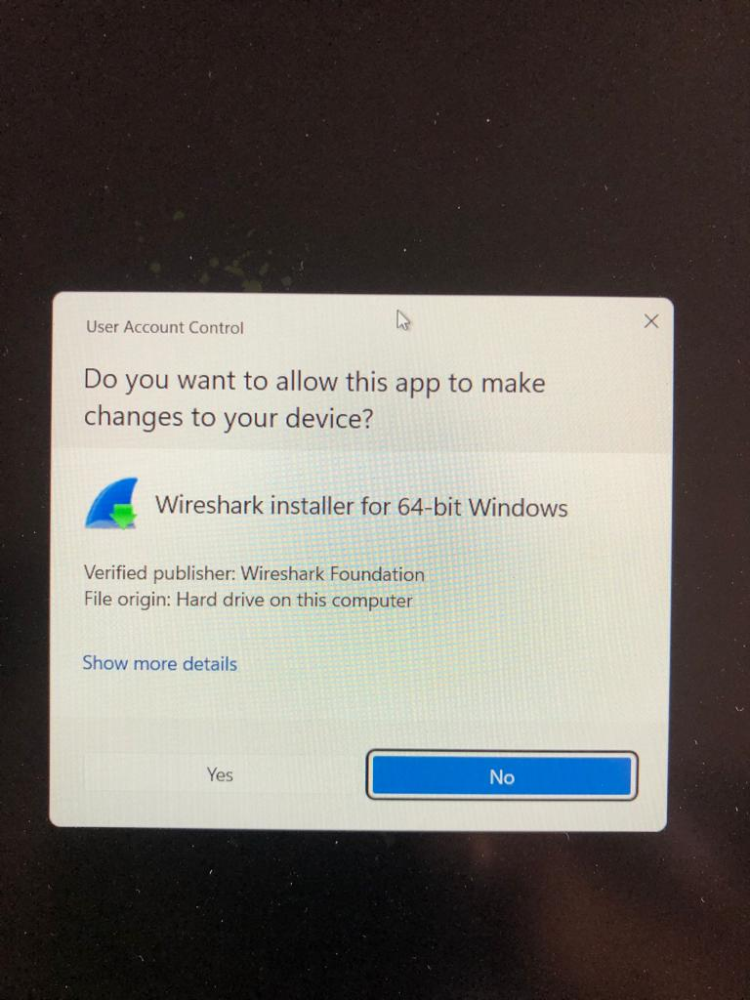 User Account Control
Do you want to allow this app to make
changes to your device?
Wireshark installer for 64-bit Windows
Verified publisher: Wireshark Foundation
File origin: Hard drive on this computer
Show more details
Yes
No